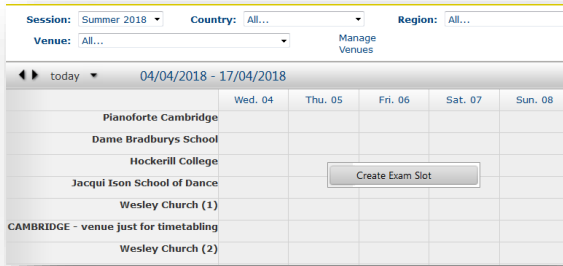 Session: Summer 2018 Country: All... Region: All...
Venue: All... Manage Venues
today 04/04/2018 - 17/04/2018
Wed. 04 Thu. 05 Fri. 06 Sat. 07 Sun. 08
Pianoforte Cambridge
Dame Bradburys School
Hockerill College
Create Exam Slot
Jacqui Ison School of Dance
Wesley Church (1)
CAMBRIDGE - venue just for timetabling
Wesley Church (2)